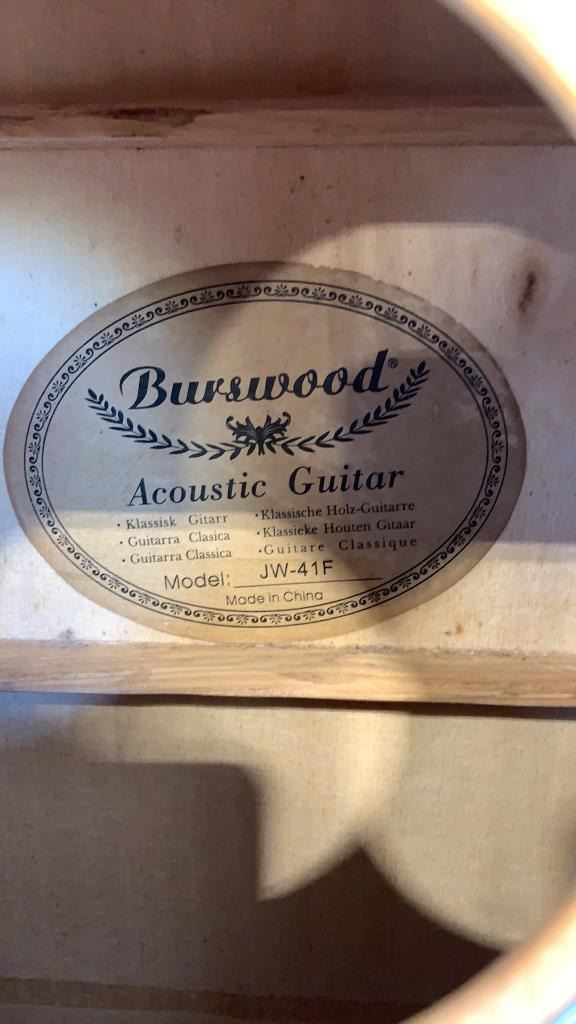 Burswood®
Acoustic Guitar
· Klassisk Gitarr
· Guitarra Clasica
· Guitarra Classica
· Klassische Holz-Guitarre
· Klassieke Houten Gitaar
· Guitare Classique
Model: JW-41F
Made in China